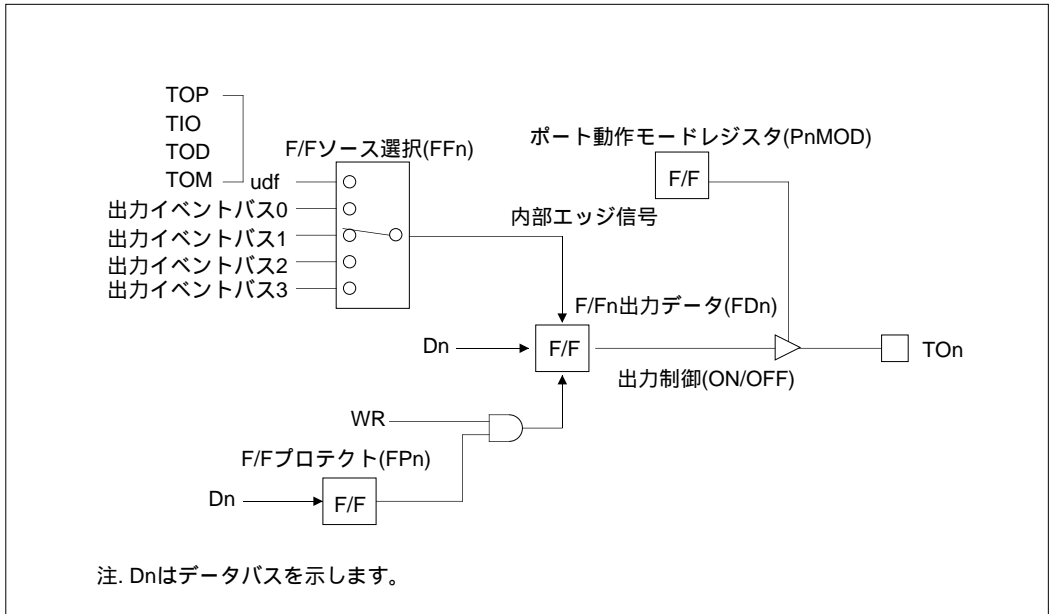 TOP
TIO
TOD
TOM
udf
出力イベントバス0
出力イベントバス1
出力イベントバス2
出力イベントバス3
F/Fソース選択(FFn)
ポート動作モードレジスタ(PnMOD)
F/F
内部エッジ信号
F/Fn出力データ(FDn)
Dn
F/F
TOn
出力制御(ON/OFF)
WR
F/Fプロテクト(FPn)
Dn
F/F
注. Dnはデータバスを示します。